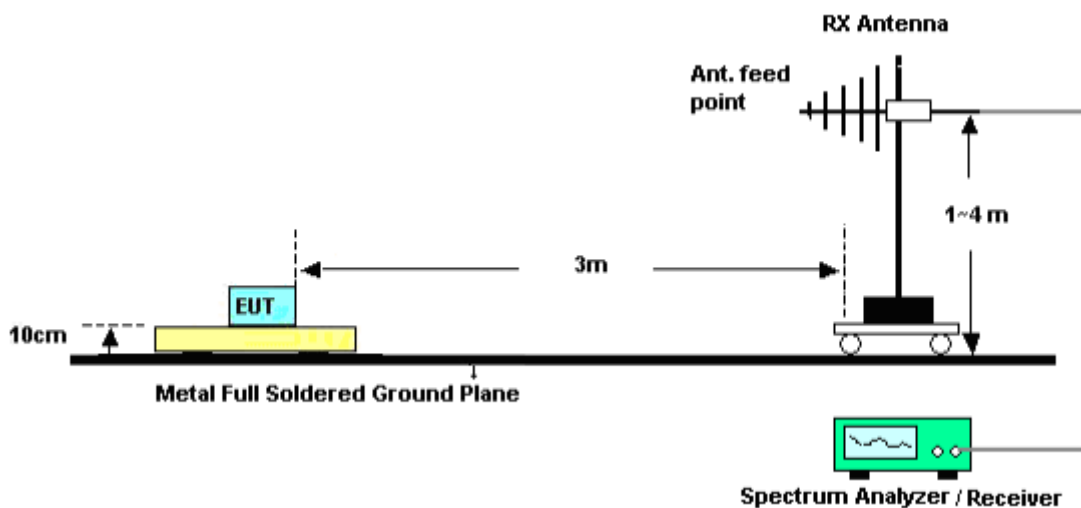 RX Antenna
Ant. feed
point
1~4 m
3m
EUT
10cm
Metal Full Soldered Ground Plane
Spectrum Analyzer / Receiver